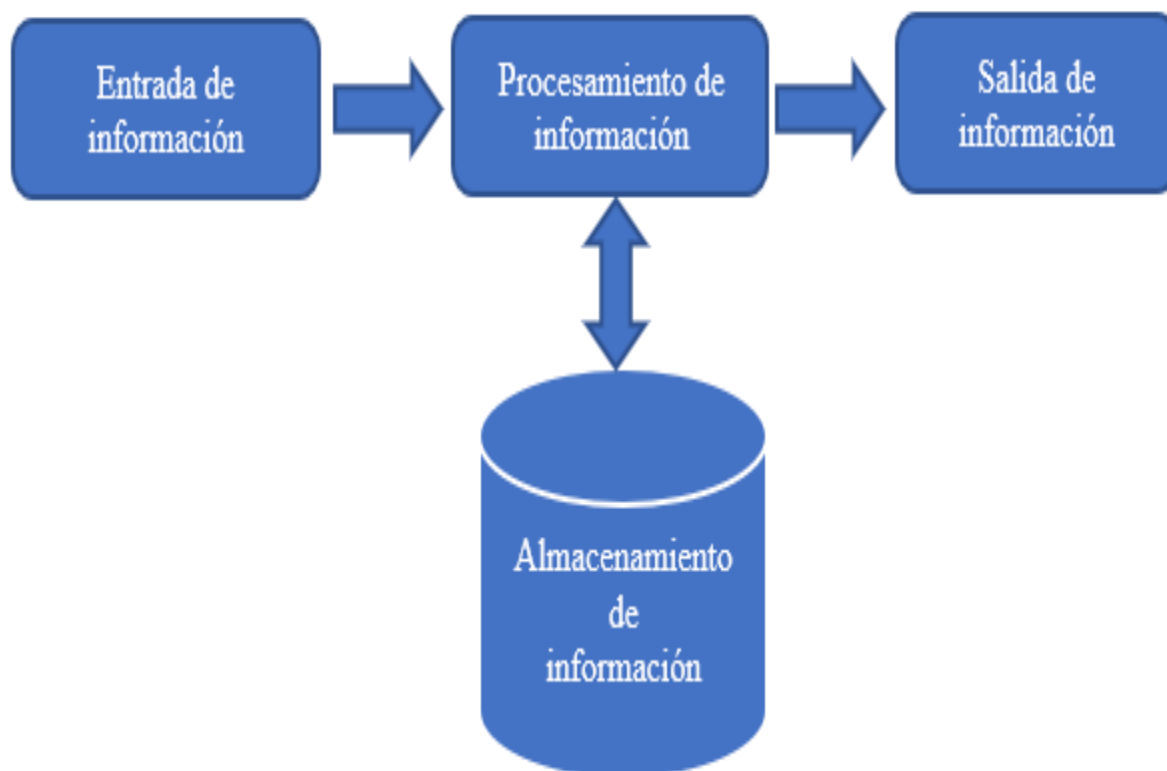 Entrada de
información
Procesamiento de
información
Salida de
información
Almacenamiento
de
información